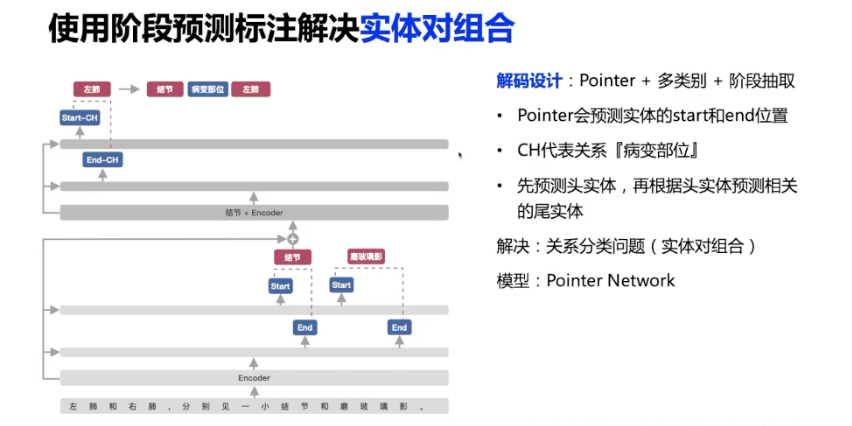 使用阶段预测标注解决实体对组合
左肺
结节 病变部位 左肺
Start-CH
End-CH
结节 + Encoder
结节 磨玻璃影
Start Start
End End
Encoder
左 肺 和 右 肺 , 分 别 见 一 小 结 节 和 磨 玻 璃 影 。
解码设计：Pointer + 多类别 + 阶段抽取
• Pointer会预测实体的start和end位置
• CH代表关系『病变部位』
• 先预测头实体，再根据头实体预测相关
的尾实体
解决：关系分类问题（实体对组合）
模型：Pointer Network